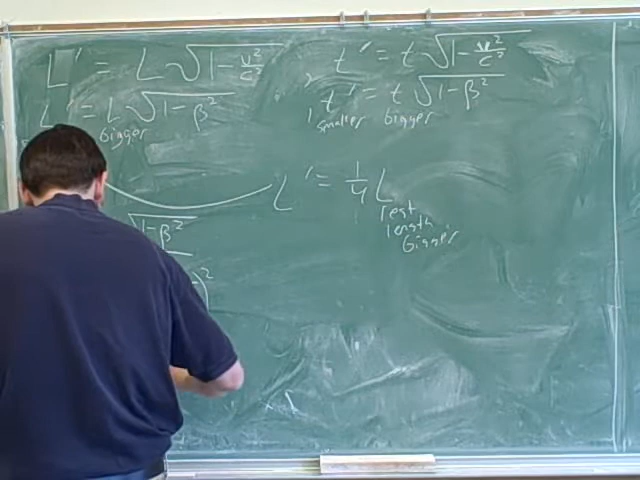 L' = L √(1 - v²/c²) , t' = t √(1 - v²/c²)
L' = L √(1 - β²) , t' = t √(1 - β²)
bigger smaller bigger
L' = 1/4 L
rest
length
bigger
√(1 - β²)
)²